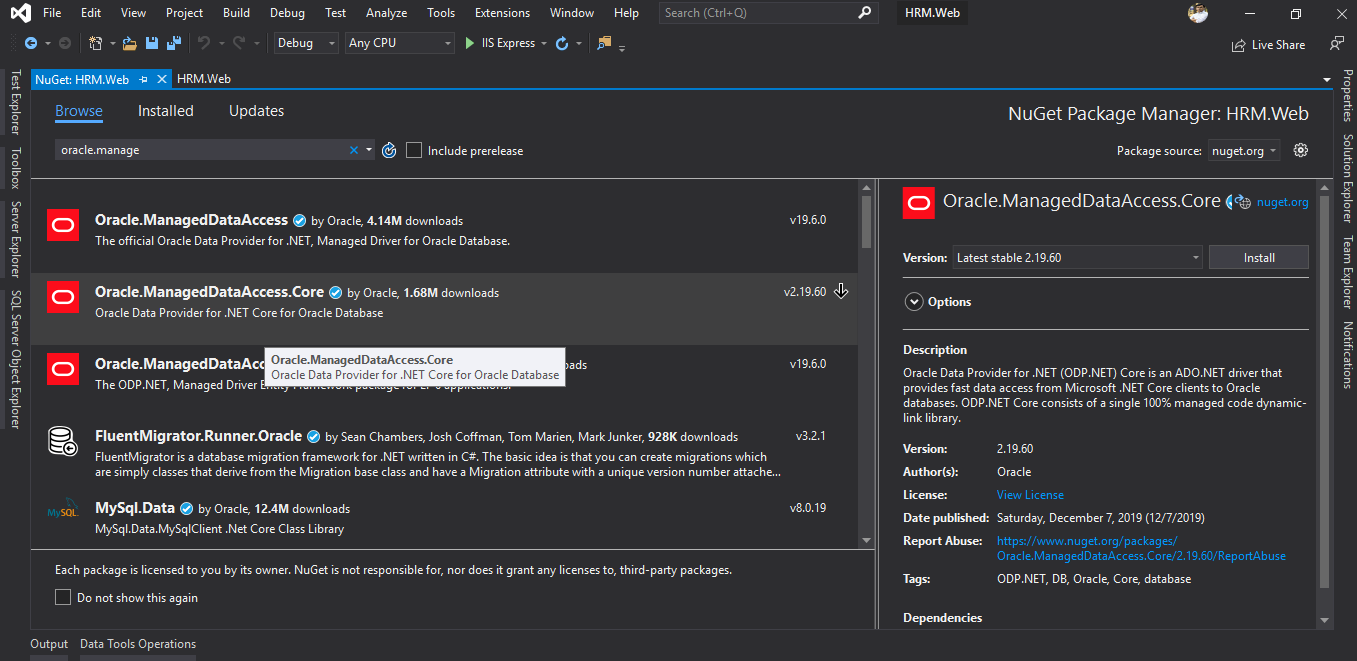 File Edit View Project Build Debug Test Analyze Tools Extensions Window Help Search (Ctrl+Q) HRM.Web
Debug Any CPU IIS Express Live Share
NuGet: HRM.Web HRM.Web
Test Explorer
Toolbox
Server Explorer
SQL Server Object Explorer
Browse Installed Updates
NuGet Package Manager: HRM.Web
oracle.manage Include prerelease
Package source: nuget.org
Oracle.ManagedDataAccess by Oracle, 4.14M downloads v19.6.0
The official Oracle Data Provider for .NET, Managed Driver for Oracle Database.
Oracle.ManagedDataAccess.Core by Oracle, 1.68M downloads v2.19.60
Oracle Data Provider for .NET Core for Oracle Database
Oracle.ManagedDataAcc v19.6.0
The ODP.NET, Managed Driver Entity Framework package for EF 6 applications.
Oracle.ManagedDataAccess.Core
Oracle Data Provider for .NET Core for Oracle Database
FluentMigrator.Runner.Oracle by Sean Chambers, Josh Coffman, Tom Marien, Mark Junker, 928K downloads v3.2.1
FluentMigrator is a database migration framework for .NET written in C#. The basic idea is that you can create migrations which
are simply classes that derive from the Migration base class and have a Migration attribute with a unique version number attache...
MySQL
MySql.Data by Oracle, 12.4M downloads v8.0.19
MySql.Data.MySqlClient .Net Core Class Library
Each package is licensed to you by its owner. NuGet is not responsible for, nor does it grant any licenses to, third-party packages.
Do not show this again
Oracle.ManagedDataAccess.Core nuget.org
Version: Latest stable 2.19.60 Install
Options
Description
Oracle Data Provider for .NET (ODP.NET) Core is an ADO.NET driver that
provides fast data access from Microsoft .NET Core clients to Oracle
databases. ODP.NET Core consists of a single 100% managed code dynamic-
link library.
Version: 2.19.60
Author(s): Oracle
License: View License
Date published: Saturday, December 7, 2019 (12/7/2019)
Report Abuse: https://www.nuget.org/packages/
Oracle.ManagedDataAccess.Core/2.19.60/ReportAbuse
Tags: ODP.NET, DB, Oracle, Core, database
Dependencies
Properties
Solution Explorer
Team Explorer
Notifications
Output Data Tools Operations